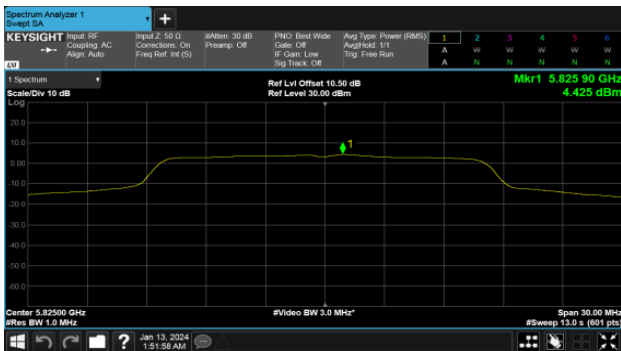 Spectrum Analyzer 1
Swept SA
+
KEYSIGHT
Input: RF
Coupling: AC
Align: Auto
Input Z: 50 Ω
Corrections: On
Freq Ref: Int (S)
#Atten: 30 dB
Preamp: Off
PNO: Best Wide
Gate: Off
IF Gain: Low
Sig Track: Off
Avg Type: Power (RMS)
Avg|Hold: 1/1
Trig: Free Run
1 2 3 4 5 6
A W W W W W
A N N N N N
LXI
1 Spectrum
Scale/Div 10 dB
Ref Lvl Offset 10.50 dB
Ref Level 30.00 dBm
Mkr1 5.825 90 GHz
4.425 dBm
Log
20.0
10.0
0.00
-10.0
-20.0
-30.0
-40.0
-50.0
-60.0
1
Center 5.82500 GHz
#Res BW 1.0 MHz
#Video BW 3.0 MHz*
Span 30.00 MHz
#Sweep 13.0 s (601 pts)
?
Jan 13, 2024
1:51:58 AM